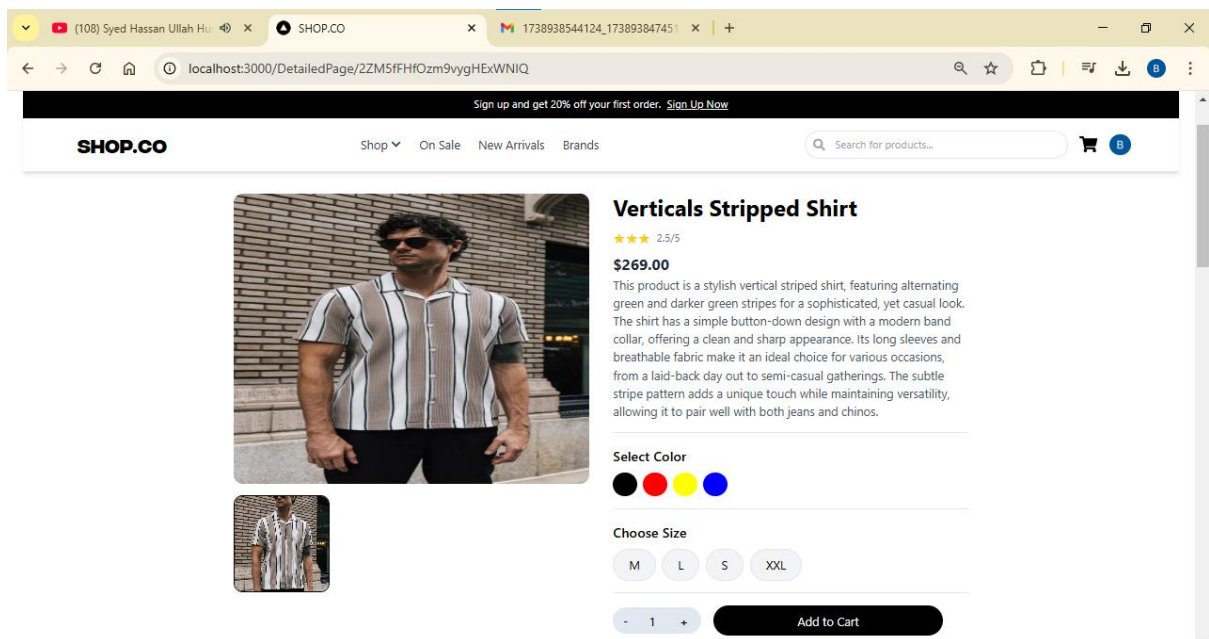 (108) Syed Hassan Ullah Hu
SHOP.CO
1738938544124_173893847451
localhost:3000/DetailedPage/2ZM5fFHfOzm9vygHExWNIQ
B
Sign up and get 20% off your first order. Sign Up Now
SHOP.CO
Shop On Sale New Arrivals Brands
Search for products...
B
Verticals Stripped Shirt
2.5/5
$269.00
This product is a stylish vertical striped shirt, featuring alternating
green and darker green stripes for a sophisticated, yet casual look.
The shirt has a simple button-down design with a modern band
collar, offering a clean and sharp appearance. Its long sleeves and
breathable fabric make it an ideal choice for various occasions,
from a laid-back day out to semi-casual gatherings. The subtle
stripe pattern adds a unique touch while maintaining versatility,
allowing it to pair well with both jeans and chinos.
Select Color
Choose Size
M L S XXL
- 1 + Add to Cart